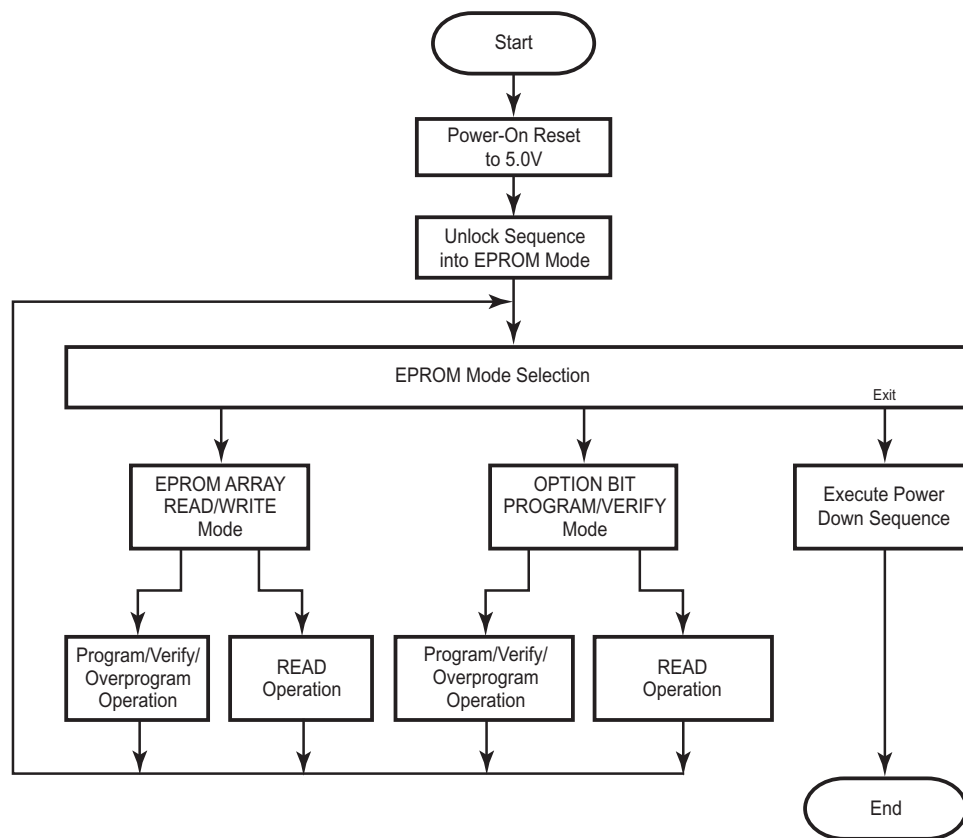 Start
Power-On Reset
to 5.0V
Unlock Sequence
into EPROM Mode
EPROM Mode Selection
Exit
EPROM ARRAY
READ/WRITE
Mode
OPTION BIT
PROGRAM/VERIFY
Mode
Execute Power
Down Sequence
Program/Verify/
Overprogram
Operation
READ
Operation
Program/Verify/
Overprogram
Operation
READ
Operation
End